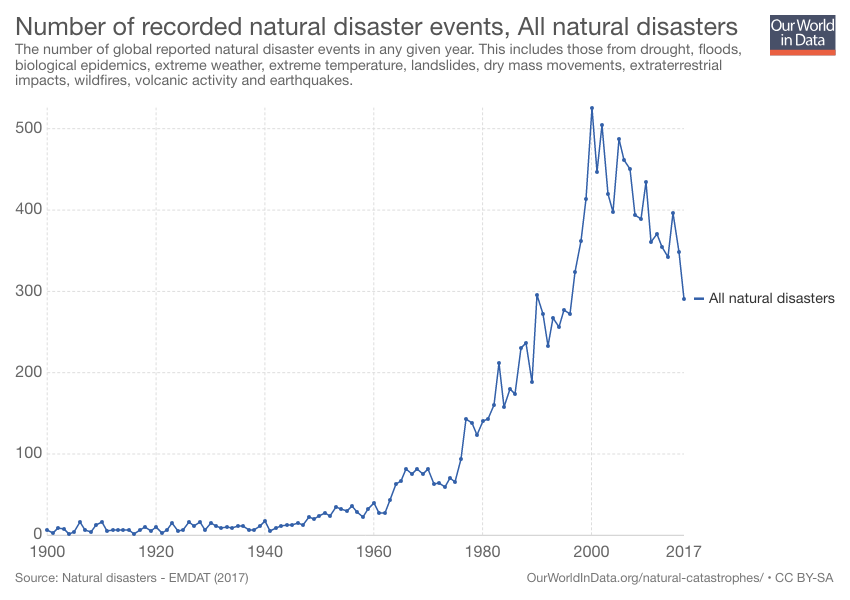 Number of recorded natural disaster events, All natural disasters
Our World
in Data
The number of global reported natural disaster events in any given year. This includes those from drought, floods,
biological epidemics, extreme weather, extreme temperature, landslides, dry mass movements, extraterrestrial
impacts, wildfires, volcanic activity and earthquakes.
500
400
300
200
100
0
All natural disasters
1900 1920 1940 1960 1980 2000 2017
Source: Natural disasters - EMDAT (2017)
OurWorldInData.org/natural-catastrophes/ • CC BY-SA